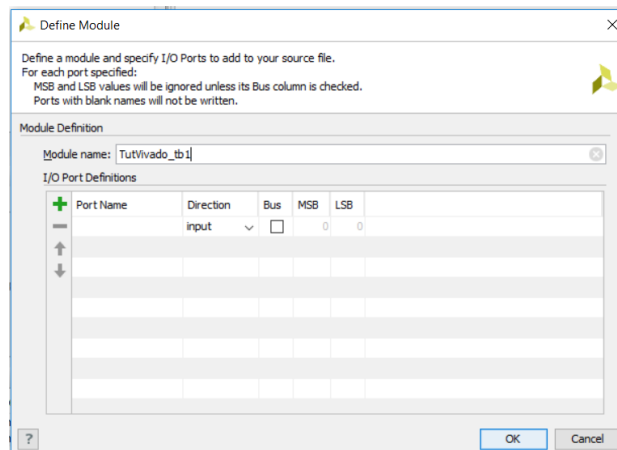 Define Module
Define a module and specify I/O Ports to add to your source file.
For each port specified:
MSB and LSB values will be ignored unless its Bus column is checked.
Ports with blank names will not be written.
Module Definition
Module name: TutVivado_tb1
I/O Port Definitions
Port Name Direction Bus MSB LSB
input 0 0
? OK Cancel